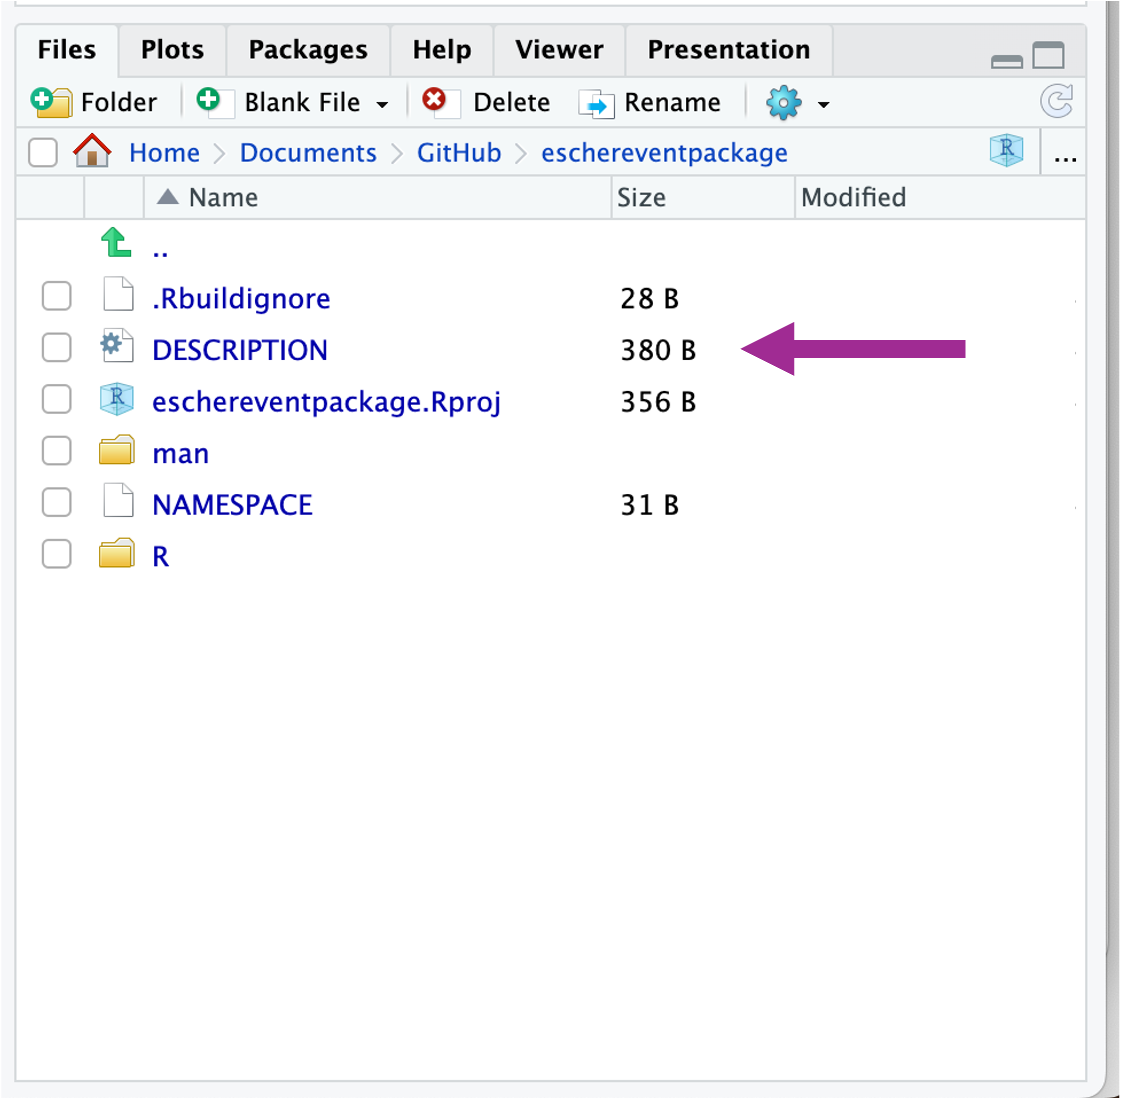 Files Plots Packages Help Viewer Presentation
Folder Blank File Delete Rename
Home Documents GitHub eschereventpackage R ...
Name Size Modified
..
.Rbuildignore 28 B
DESCRIPTION 380 B
R eschereventpackage.Rproj 356 B
man
NAMESPACE 31 B
R